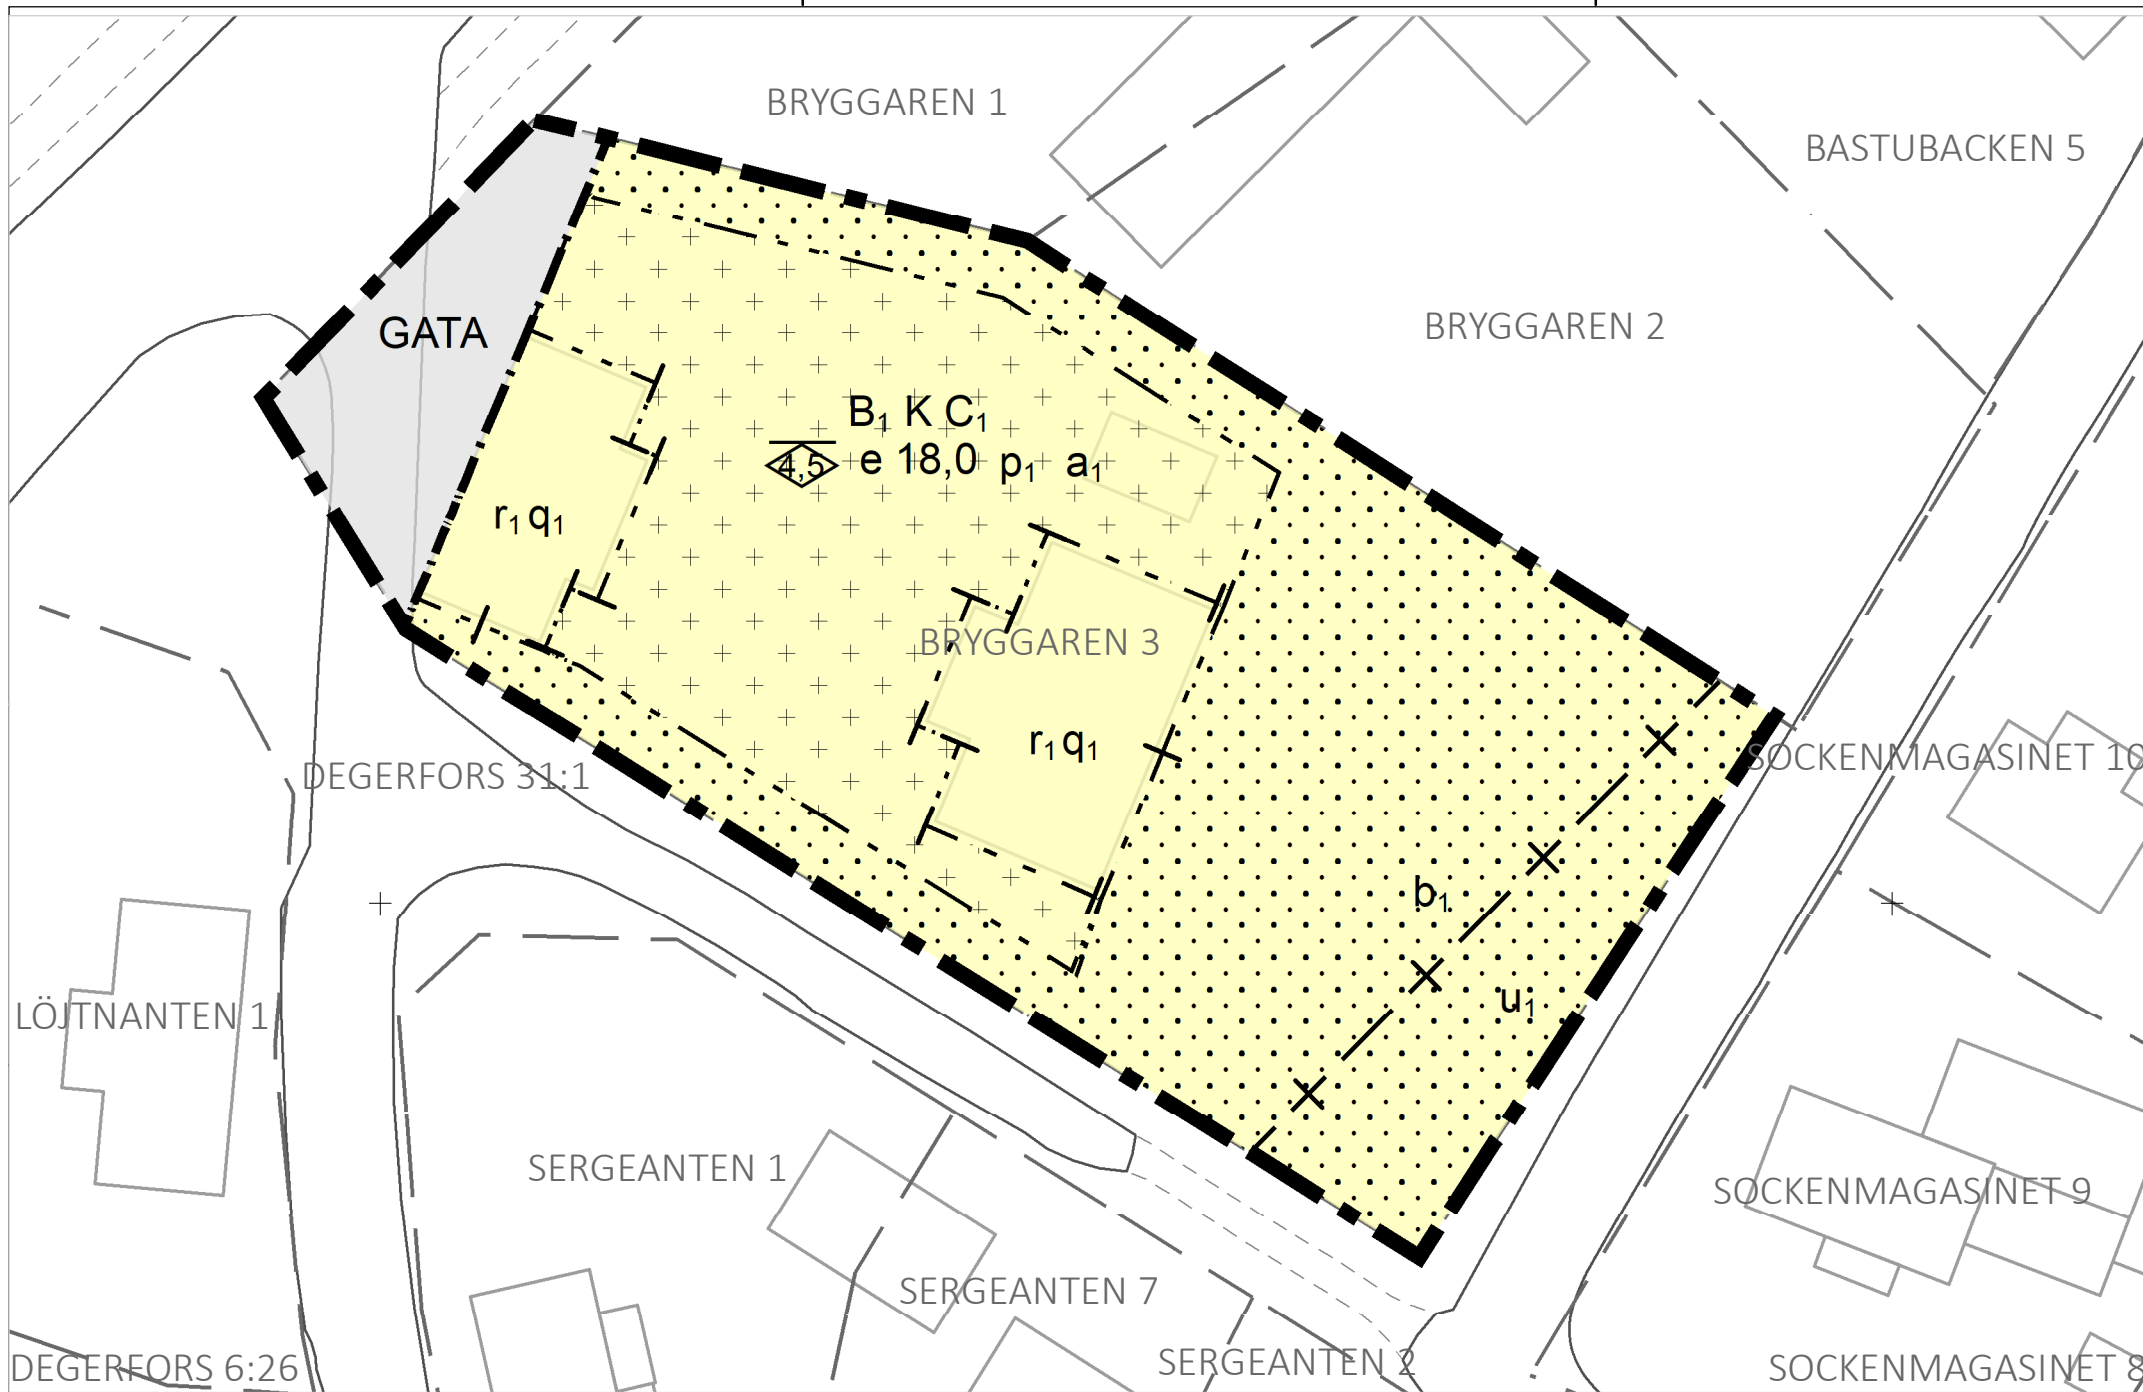 BRYGGAREN 1
BASTUBACKEN 5
GATA
BRYGGAREN 2
B₁ K C₁
4,5 e 18,0 p₁ a₁
r₁ q₁
BRYGGAREN 3
r₁ q₁
SOCKENMAGASINET 10
DEGERFORS 31:1
b₁
u₁
LÖJTNANTEN 1
SERGEANTEN 1
SOCKENMAGASINET 9
SERGEANTEN 7
SERGEANTEN 2
DEGERFORS 6:26
SOCKENMAGASINET 8